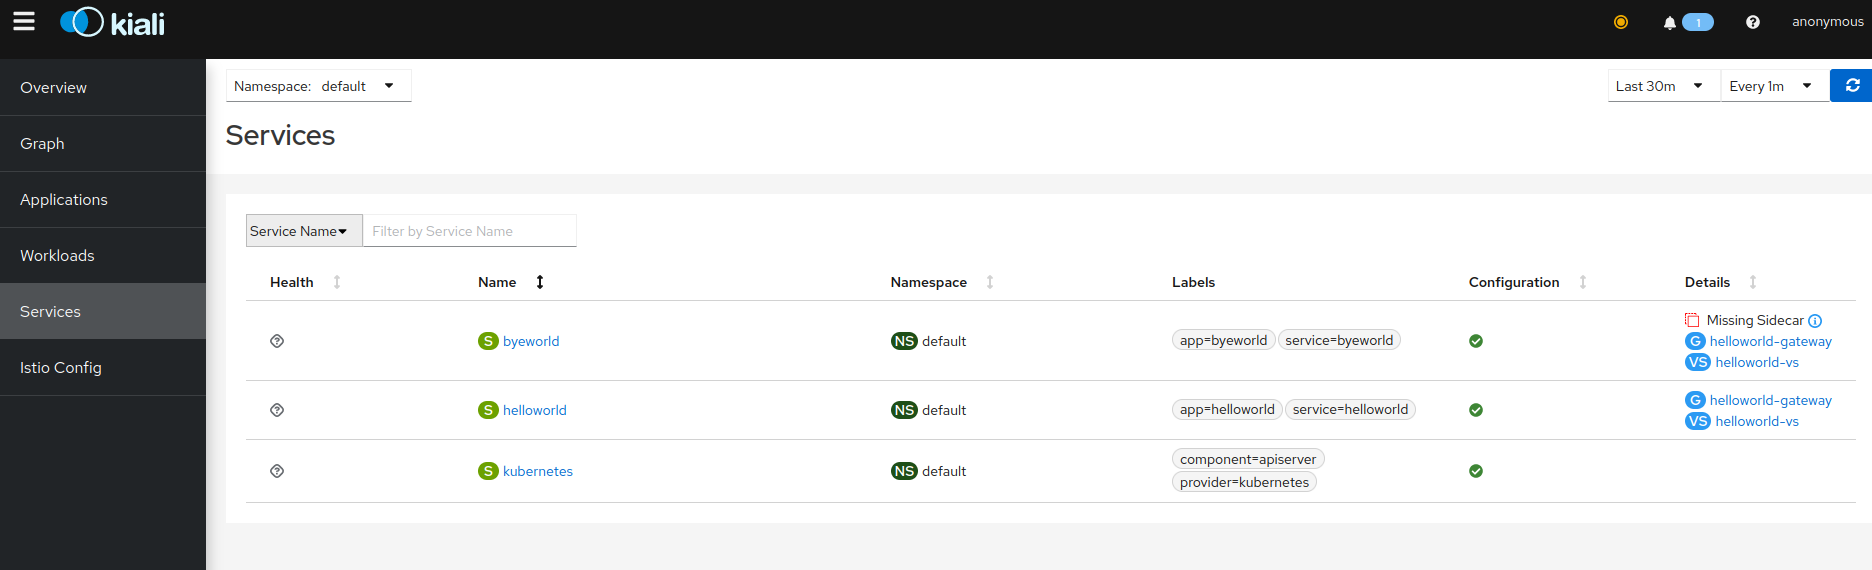 kiali
1
anonymous
Overview
Graph
Applications
Workloads
Services
Istio Config
Namespace: default
Last 30m
Every 1m
Services
Service Name
Filter by Service Name
Health Name Namespace Labels Configuration Details
S byeworld NS default app=byeworld service=byeworld Missing Sidecar
G helloworld-gateway
VS helloworld-vs
S helloworld NS default app=helloworld service=helloworld G helloworld-gateway
VS helloworld-vs
S kubernetes NS default component=apiserver
provider=kubernetes